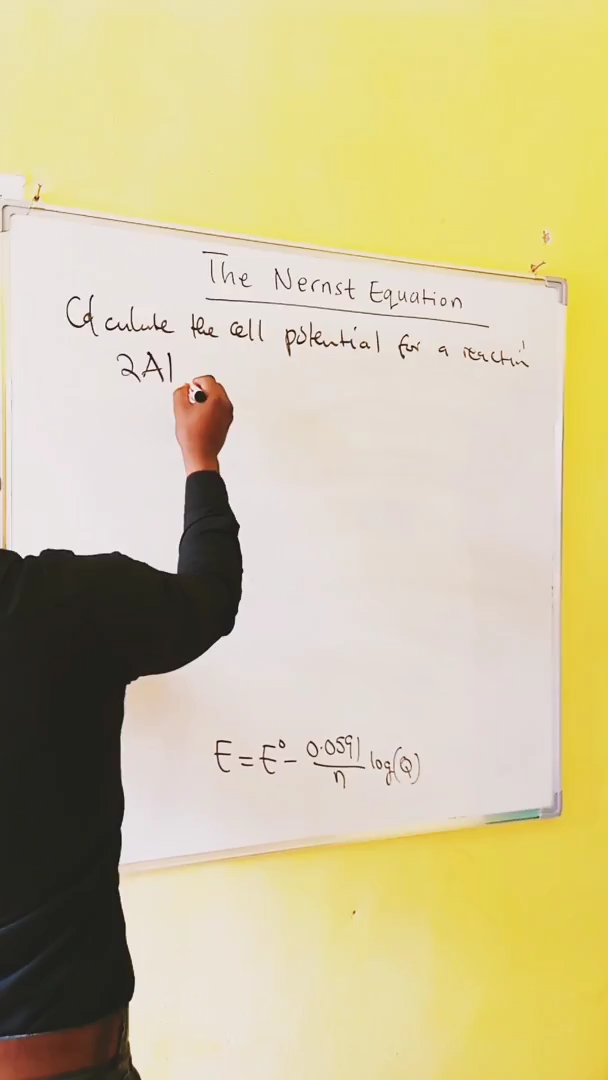 The Nernst Equation
Calculate the cell potential for a reaction
2Al
E = E° - 0.0591/n log(Q)